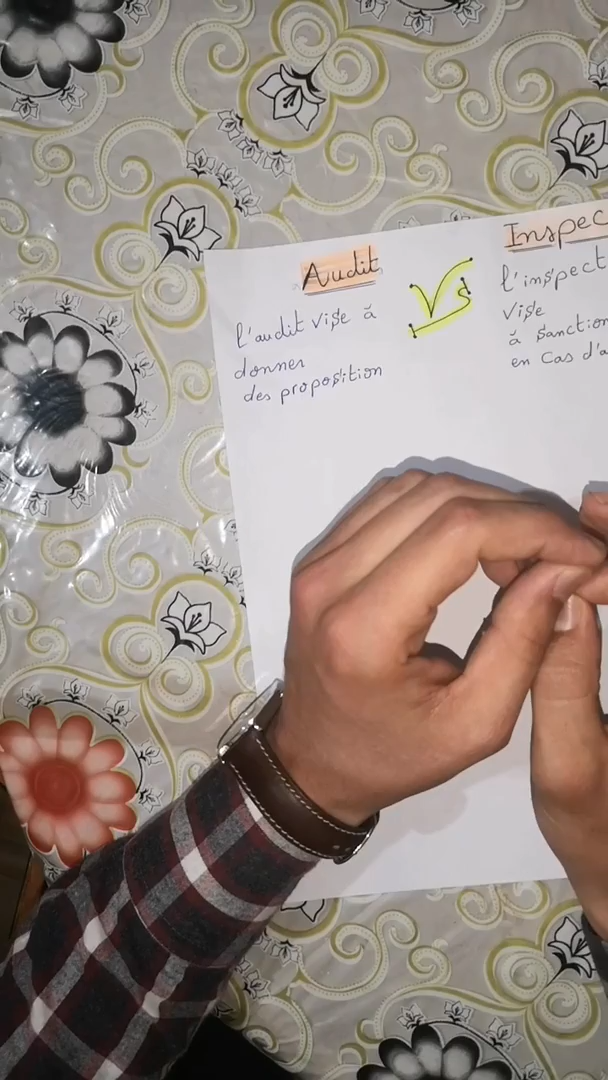 Audit
l'audit vise à
donner
des proposition
Vs
Inspec
l'inspect
vise
à sanction
en cas d'a